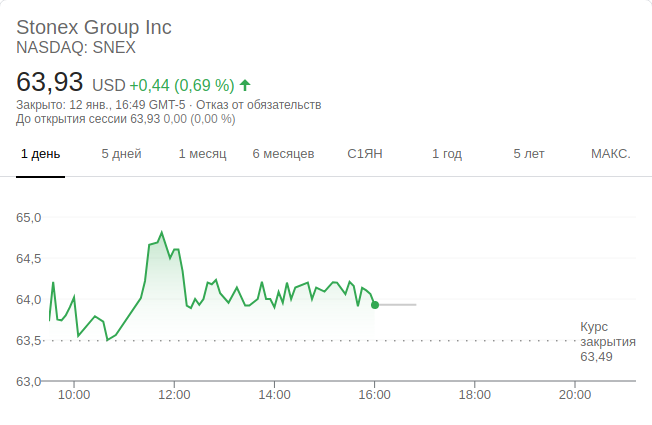 Stonex Group Inc
NASDAQ: SNEX
63,93 USD +0,44 (0,69 %)
Закрыто: 12 янв., 16:49 GMT-5 · Отказ от обязательств
До открытия сессии 63,93 0,00 (0,00 %)
1 день 5 дней 1 месяц 6 месяцев С1ЯН 1 год 5 лет МАКС.
65,0
64,5
64,0
63,5
63,0
Курс
закрытия
63,49
10:00 12:00 14:00 16:00 18:00 20:00